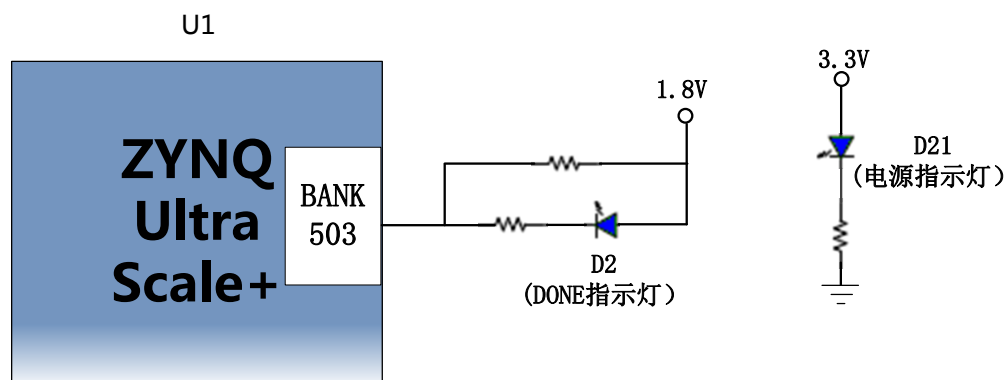 U1
ZYNQ
Ultra
Scale+
BANK
503
1.8V
D2
(DONE指示灯)
3.3V
D21
(电源指示灯)